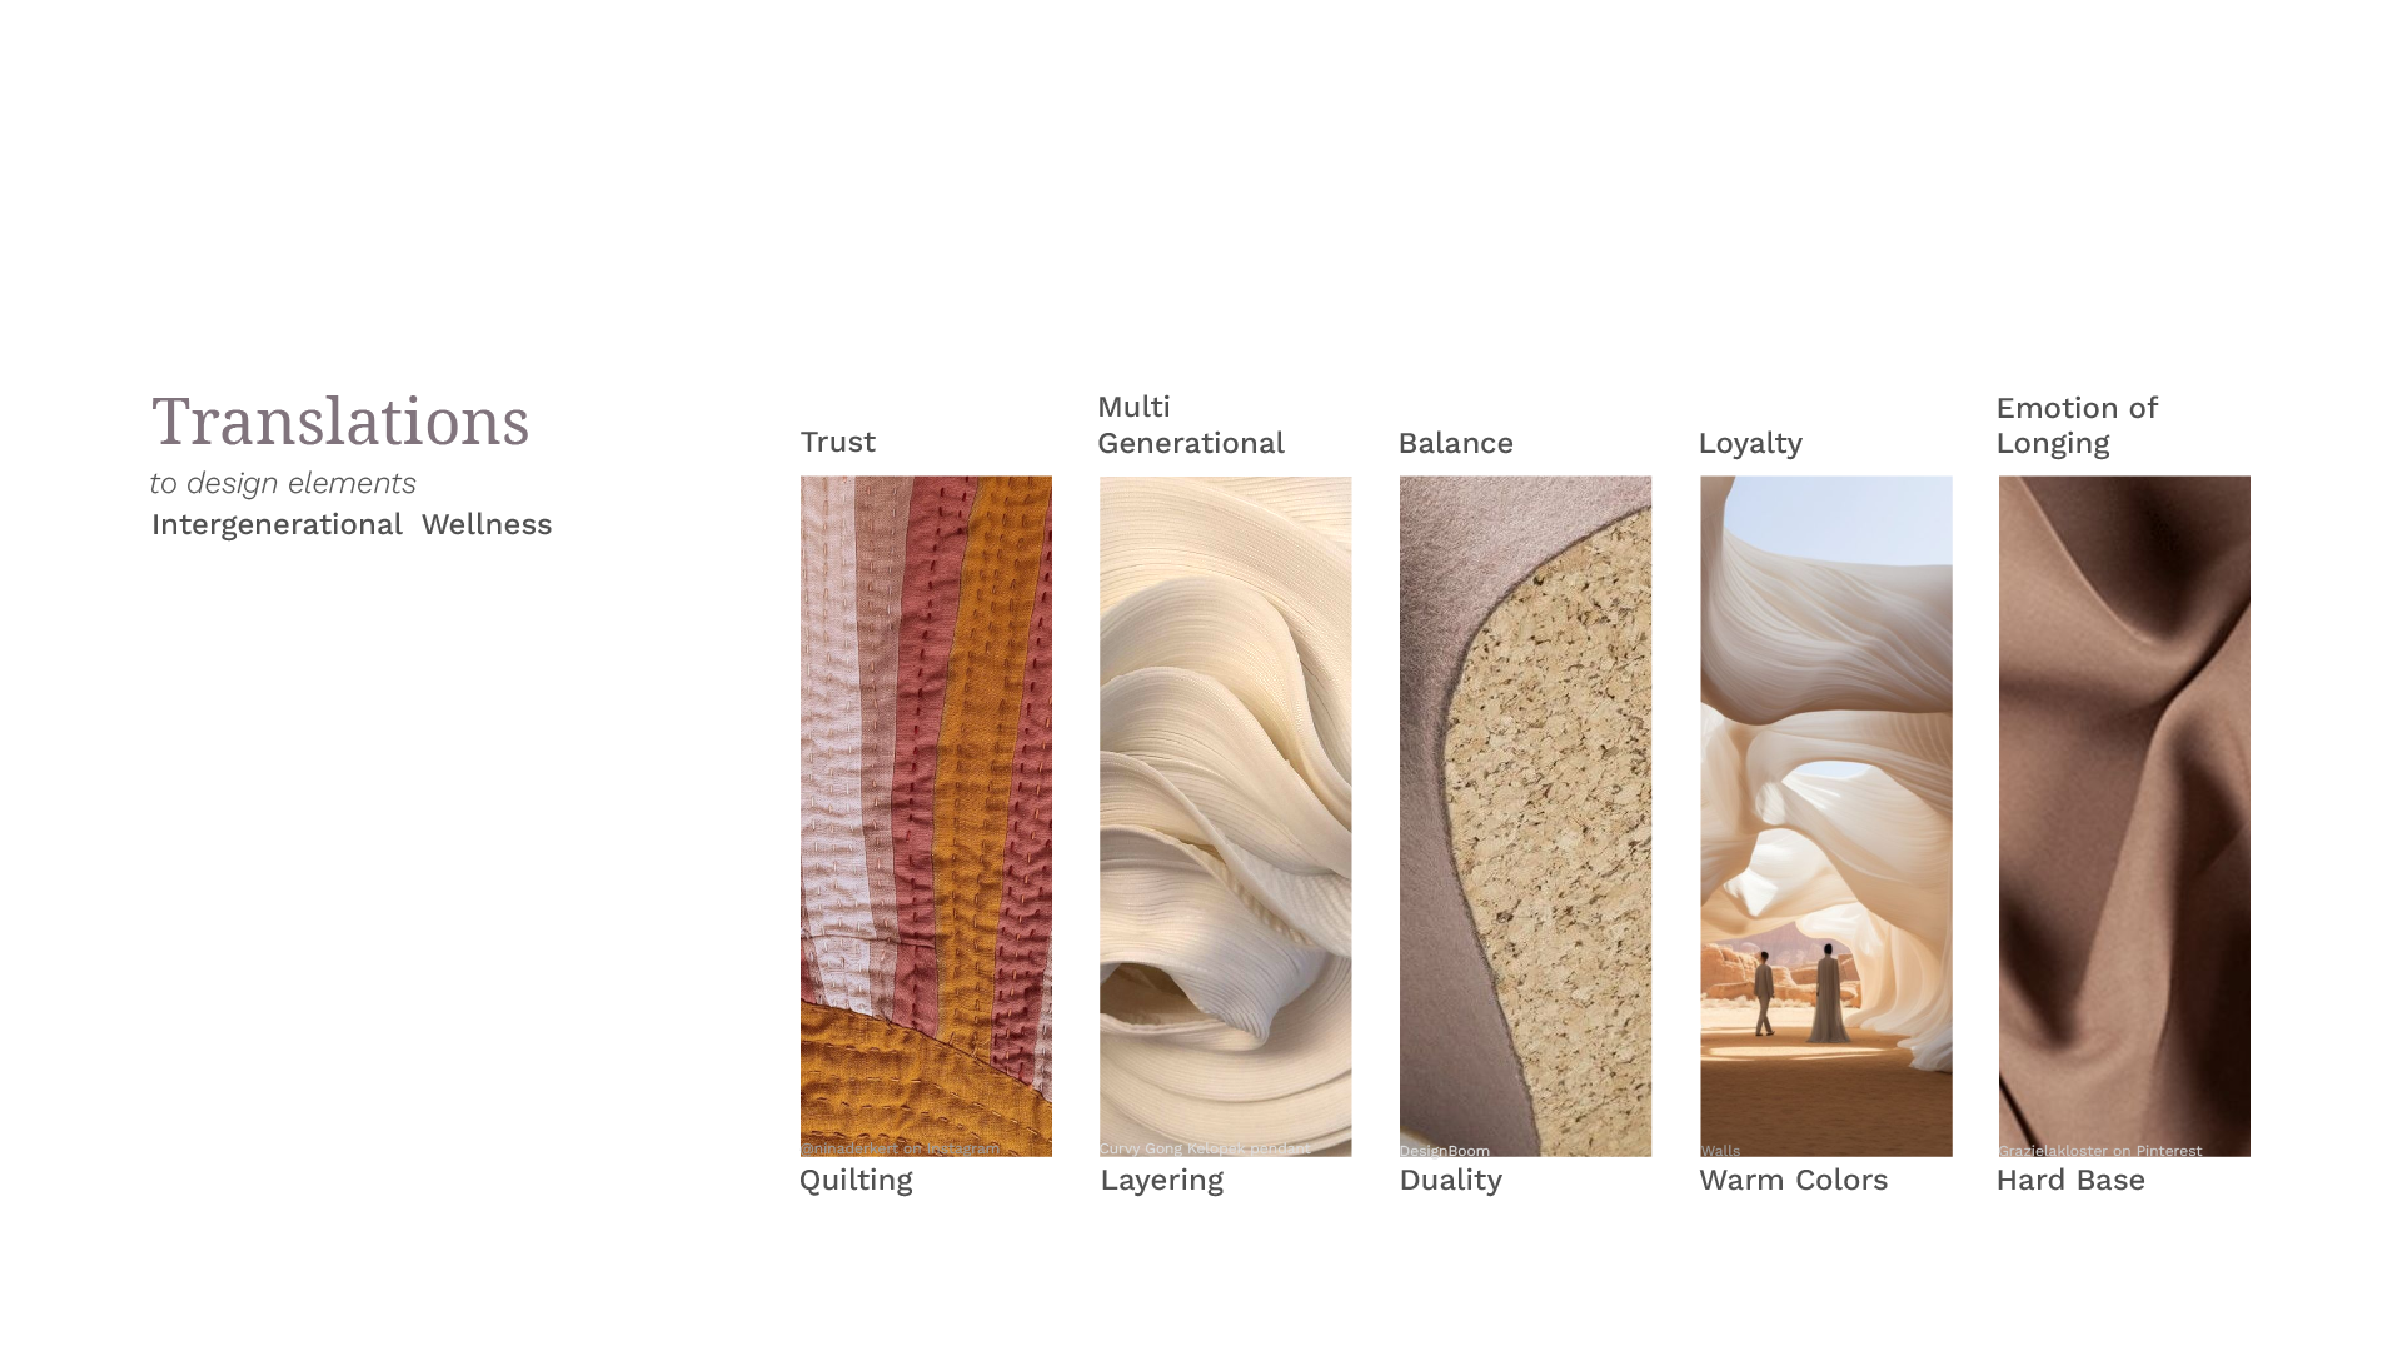 Translations
to design elements
Intergenerational Wellness
Trust
Multi
Generational
Balance
Loyalty
Emotion of
Longing
@ninaderkert on Instagram
Curvy Gong Kelopak pendant
DesignBoom
Walls
Grazielakloster on Pinterest
Quilting
Layering
Duality
Warm Colors
Hard Base